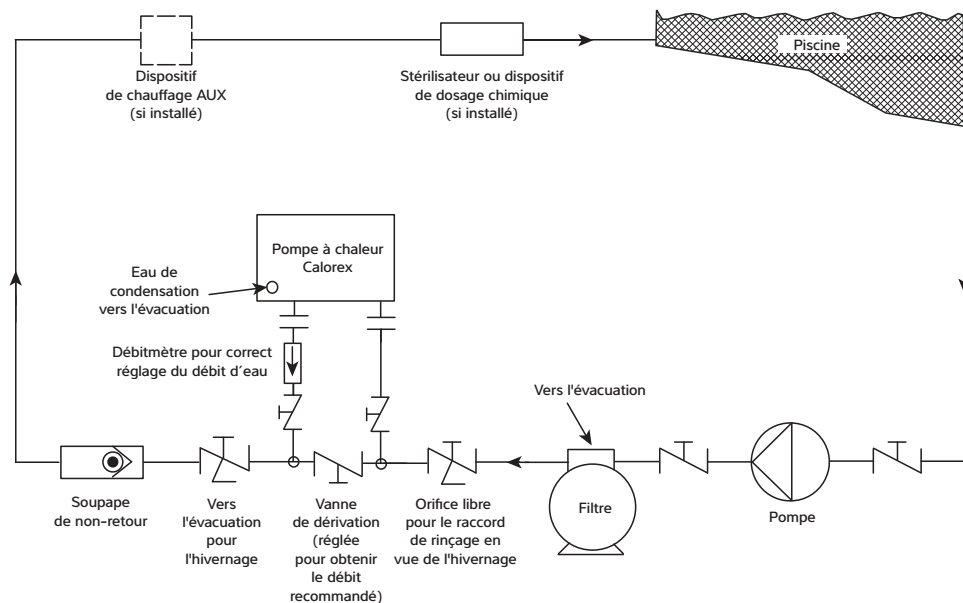 Piscine
Dispositif
de chauffage AUX
(si installé)
Stérilisateur ou dispositif
de dosage chimique
(si installé)
Pompe à chaleur
Calorex
Eau de
condensation
vers l'évacuation
Débitmètre pour correct
réglage du débit d´eau
Vers l'évacuation
Filtre
Pompe
Soupape
de non-retour
Vers
l'évacuation
pour
l'hivernage
Vanne
de dérivation
(réglée
pour obtenir
le débit
recommandé)
Orifice libre
pour le raccord
de rinçage en
vue de l'hivernage